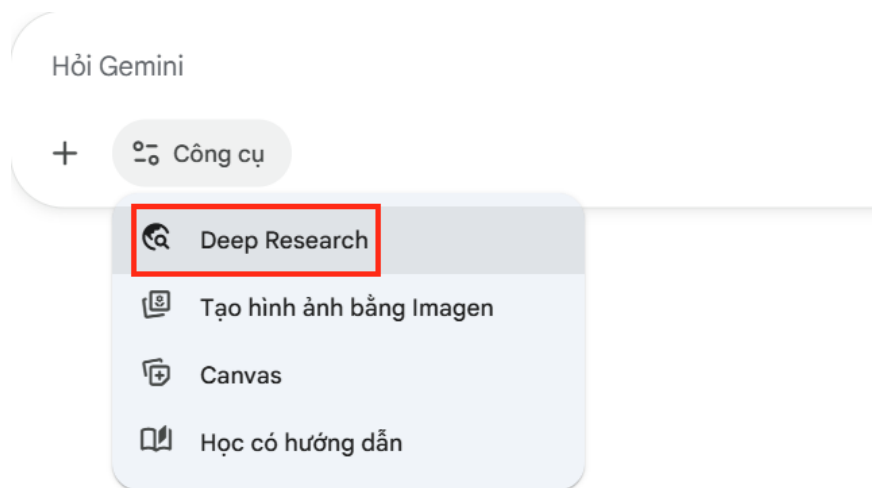 Hỏi Gemini
Công cụ
Deep Research
Tạo hình ảnh bằng Imagen
Canvas
Học có hướng dẫn